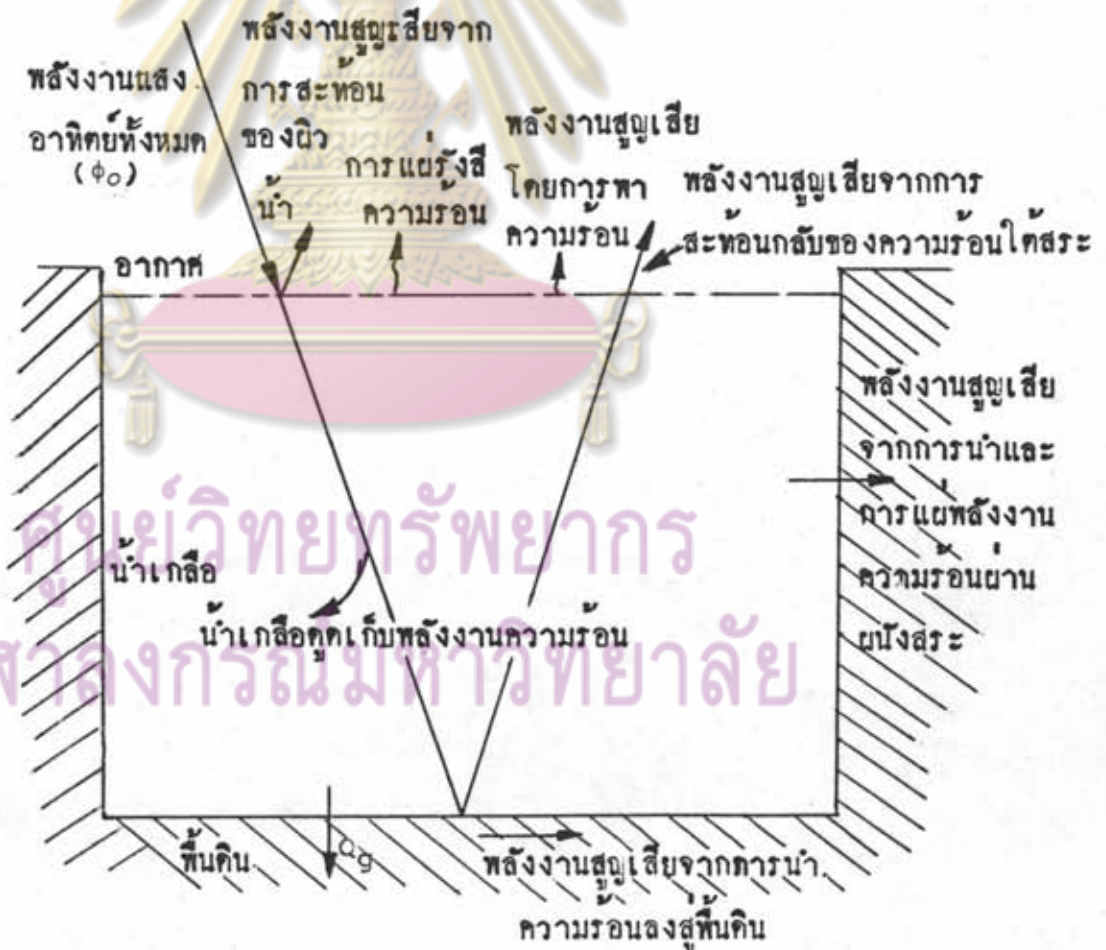 พลังงานแสง
อาทิตย์ทั้งหมด
(φo)
พลังงานสูญเสียจาก
การสะท้อน
ของผิว
น้ำ
การแผ่รังสี
ความร้อน
พลังงานสูญเสีย
โดยการพา
ความร้อน
พลังงานสูญเสียจากการ
สะท้อนกลับของความร้อนใต้สระ
อากาศ
พลังงานสูญเสีย
จากการนำและ
การแผ่พลังงาน
ความร้อนผ่าน
ผนังสระ
ศูนย์วิทยทรัพยากร
น้ำเกลือ
น้ำเกลือดูดเก็บพลังงานความร้อน
ฬาลงกรณ์มหาวิทยาลัย
พื้นดิน
Qg
พลังงานสูญเสียจากการนำ
ความร้อนลงสู่พื้นดิน